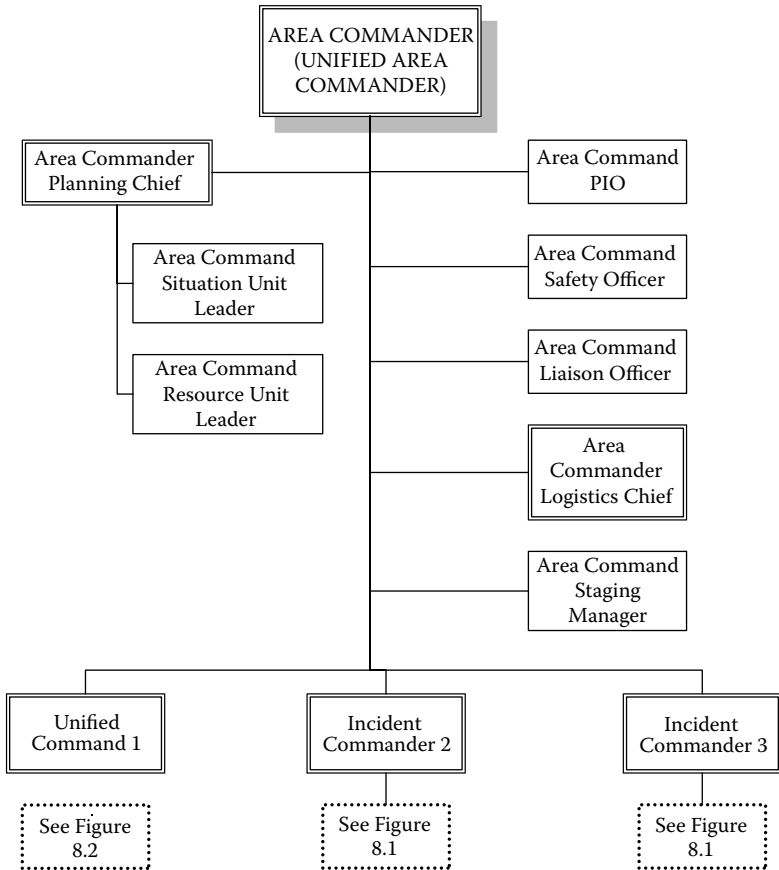 AREA COMMANDER
(UNIFIED AREA
COMMANDER)
Area Commander
Planning Chief
Area Command
PIO
Area Command
Situation Unit
Leader
Area Command
Safety Officer
Area Command
Resource Unit
Leader
Area Command
Liaison Officer
Area
Commander
Logistics Chief
Area Command
Staging
Manager
Unified
Command 1
Incident
Commander 2
Incident
Commander 3
See Figure
8.2
See Figure
8.1
See Figure
8.1